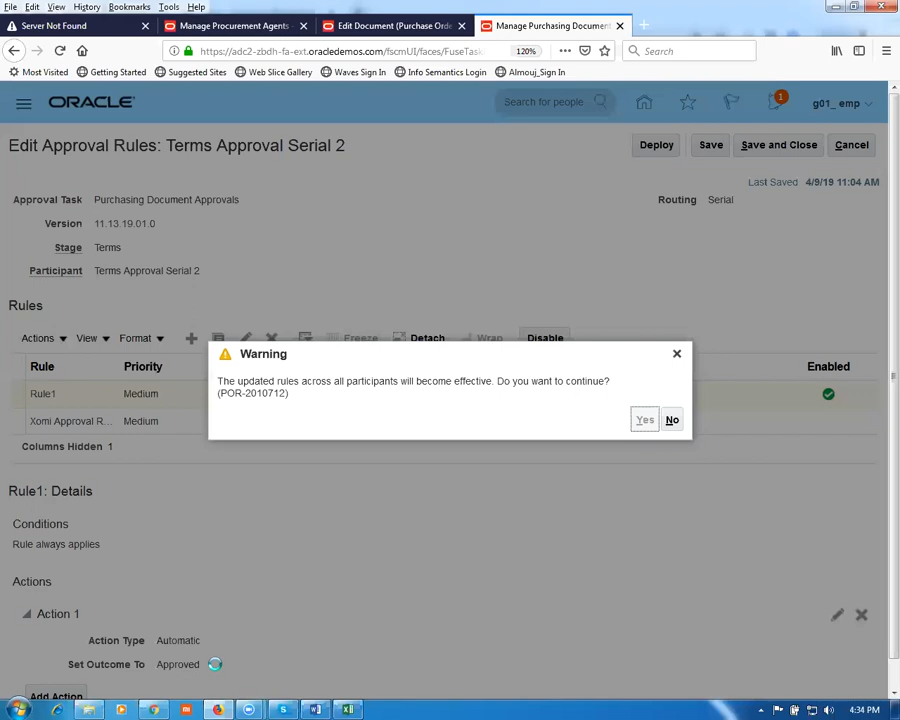 File Edit View History Bookmarks Tools Help
Server Not Found Manage Procurement Agents - Edit Document (Purchase Orde Manage Purchasing Document
https://adc2-zbdh-fa-ext.oracledemos.com/fscmUI/faces/FuseTask 120% Search
Most Visited Getting Started Suggested Sites Web Slice Gallery Waves Sign In Info Semantics Login Almouj_Sign In
ORACLE Search for people 1 g01_ emp
Edit Approval Rules: Terms Approval Serial 2 Deploy Save Save and Close Cancel
Last Saved 4/9/19 11:04 AM
Approval Task Purchasing Document Approvals Routing Serial
Version 11.13.19.01.0
Stage Terms
Participant Terms Approval Serial 2
Rules
Actions View Format Freeze Detach Wrap Disable
Rule Priority Enabled
Rule1 Medium
Xomi Approval R... Medium
Columns Hidden 1
Warning
The updated rules across all participants will become effective. Do you want to continue?
(POR-2010712)
Yes No
Rule1: Details
Conditions
Rule always applies
Actions
Action 1
Action Type Automatic
Set Outcome To Approved
Add Action
4:34 PM